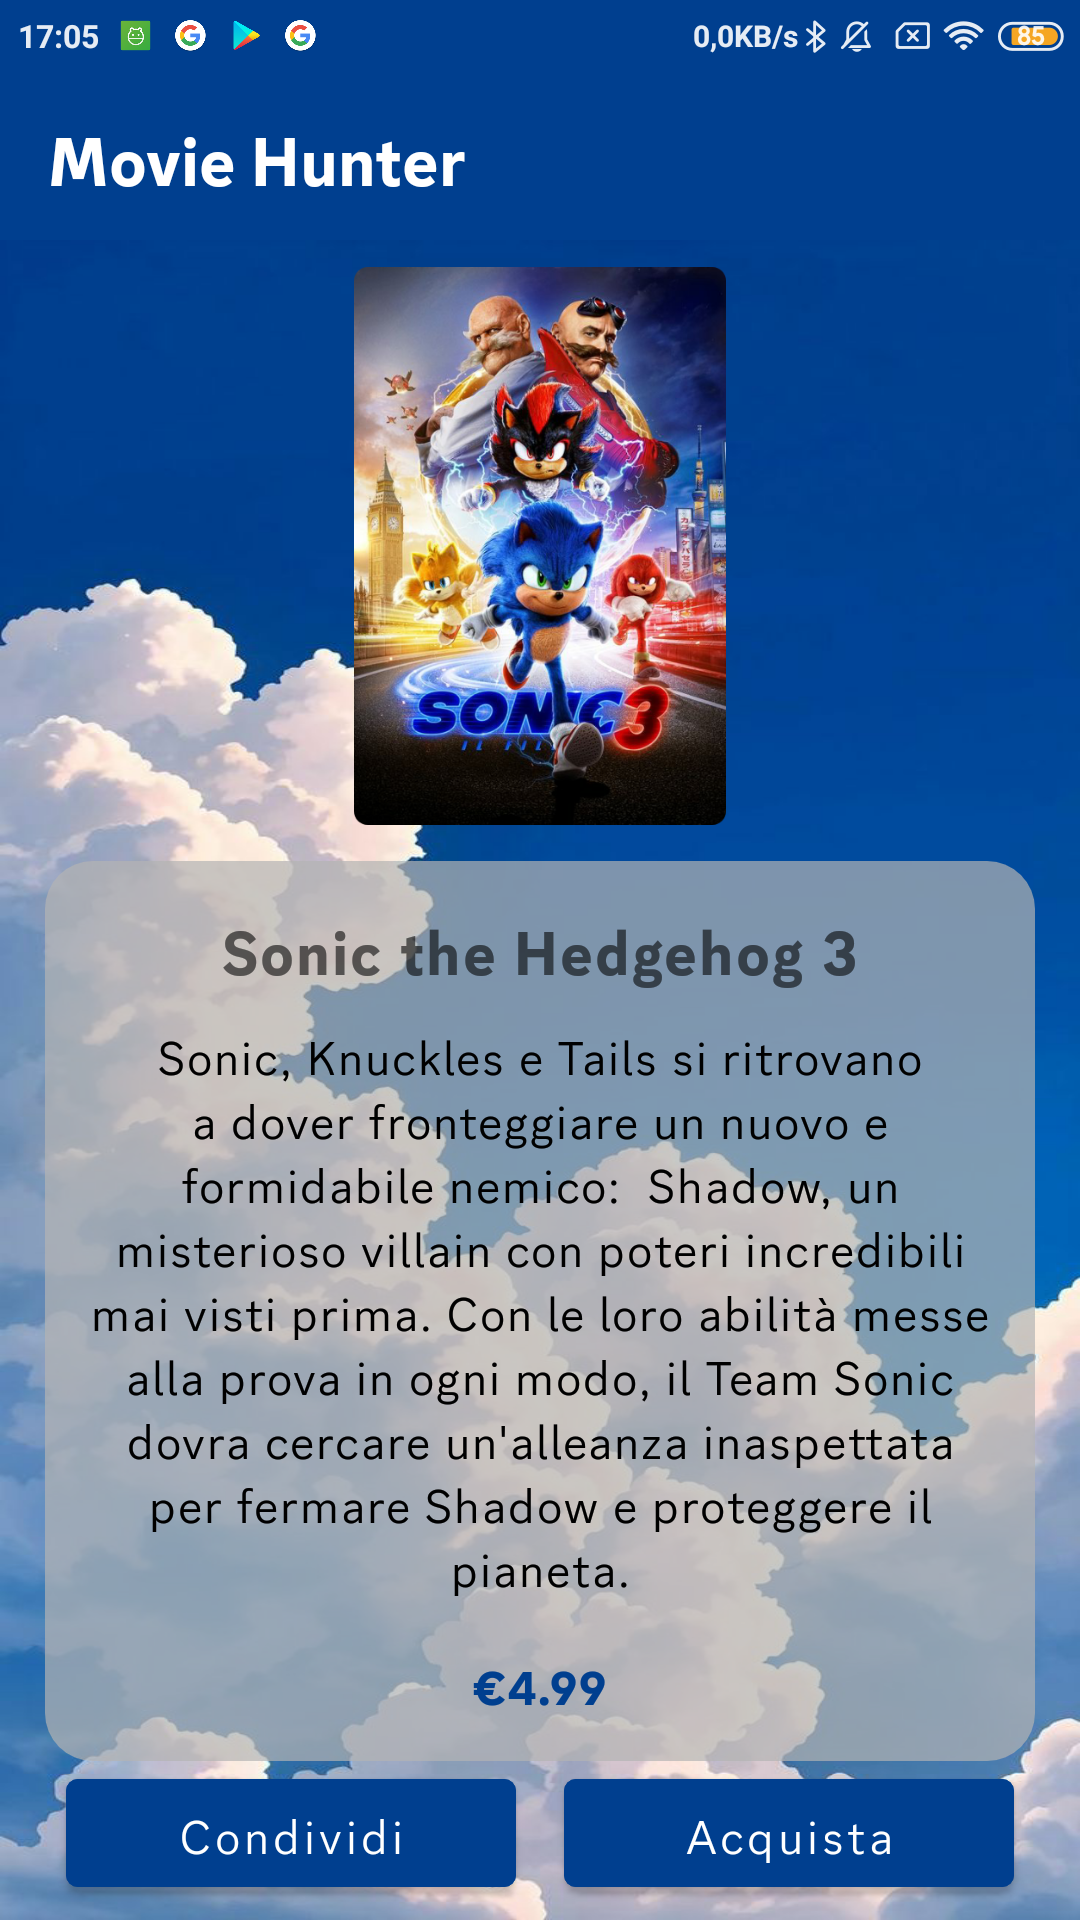 17:05
0,0KB/s
85
Movie Hunter
SONIC 3
IL FILM
Sonic the Hedgehog 3
Sonic, Knuckles e Tails si ritrovano
a dover fronteggiare un nuovo e
formidabile nemico:  Shadow, un
misterioso villain con poteri incredibili
mai visti prima. Con le loro abilità messe
alla prova in ogni modo, il Team Sonic
dovra cercare un'alleanza inaspettata
per fermare Shadow e proteggere il
pianeta.
€4.99
Condividi
Acquista